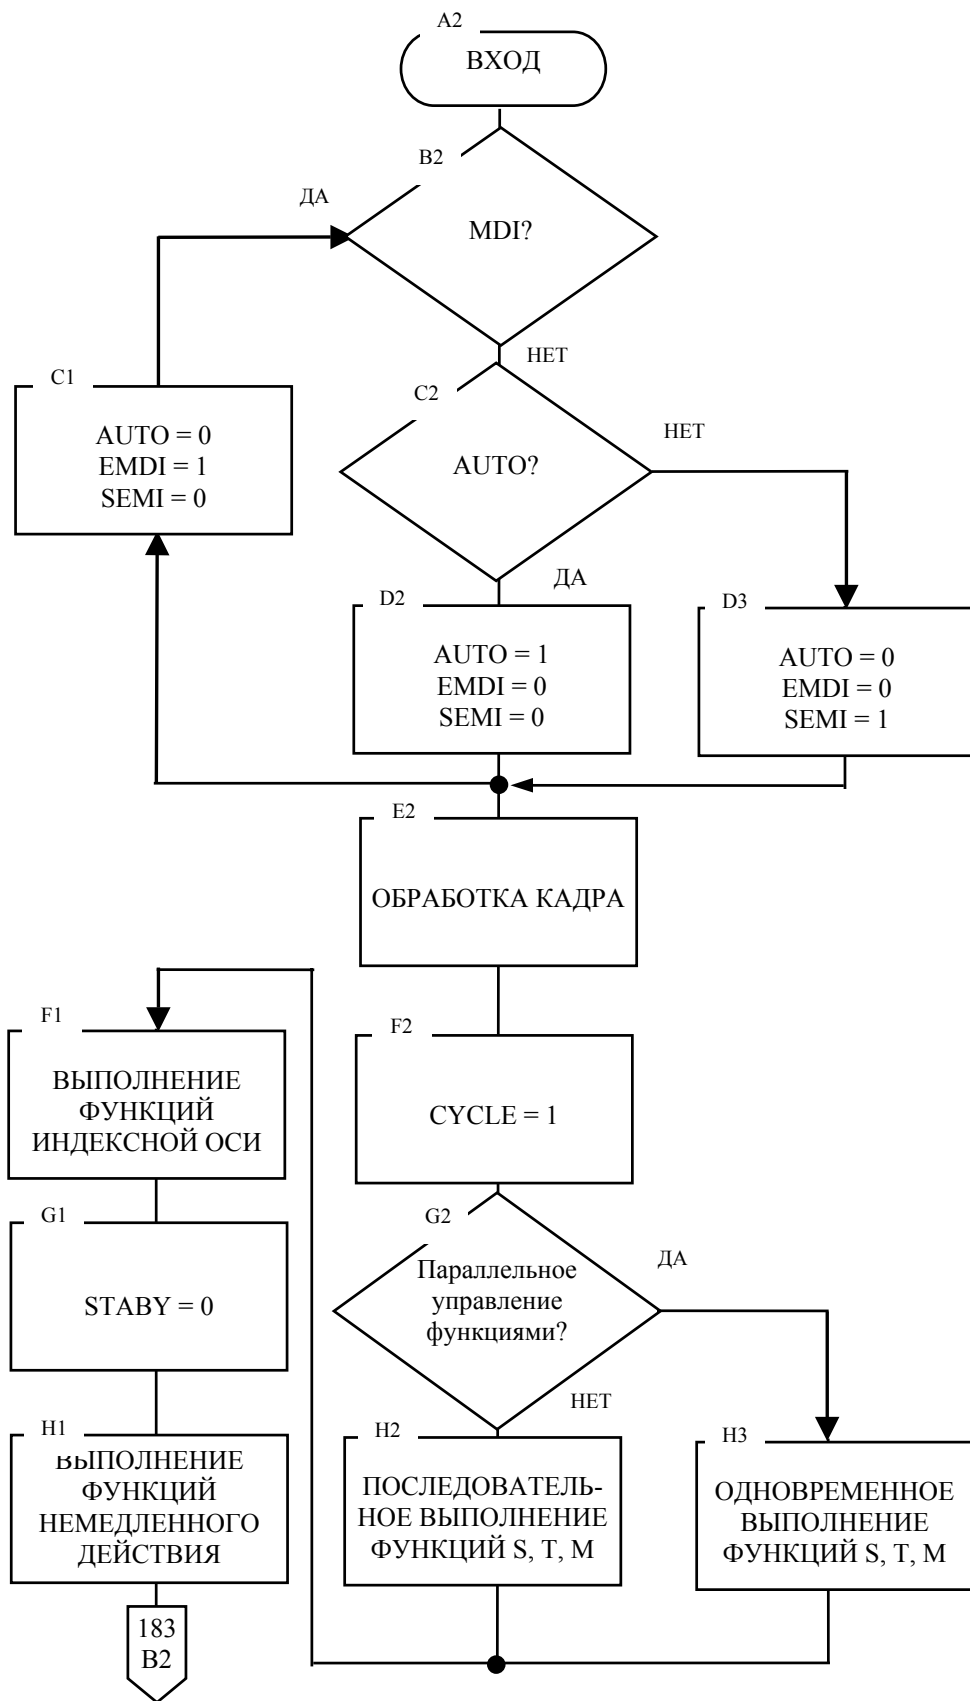 A2
ВХОД
B2
ДА
MDI?
НЕТ
C1
C2
AUTO = 0
EMDI = 1
SEMI = 0
AUTO?
НЕТ
ДА
D2
D3
AUTO = 1
EMDI = 0
SEMI = 0
AUTO = 0
EMDI = 0
SEMI = 1
E2
ОБРАБОТКА КАДРА
F1
F2
ВЫПОЛНЕНИЕ
ФУНКЦИЙ
ИНДЕКСНОЙ ОСИ
CYCLE = 1
G1
G2
STABY = 0
Параллельное
управление
функциями?
ДА
НЕТ
H1
H2
H3
ВЫПОЛНЕНИЕ
ФУНКЦИЙ
НЕМЕДЛЕННОГО
ДЕЙСТВИЯ
ПОСЛЕДОВАТЕЛЬ-
НОЕ ВЫПОЛНЕНИЕ
ФУНКЦИЙ S, T, M
ОДНОВРЕМЕННОЕ
ВЫПОЛНЕНИЕ
ФУНКЦИЙ S, T, M
183
B2